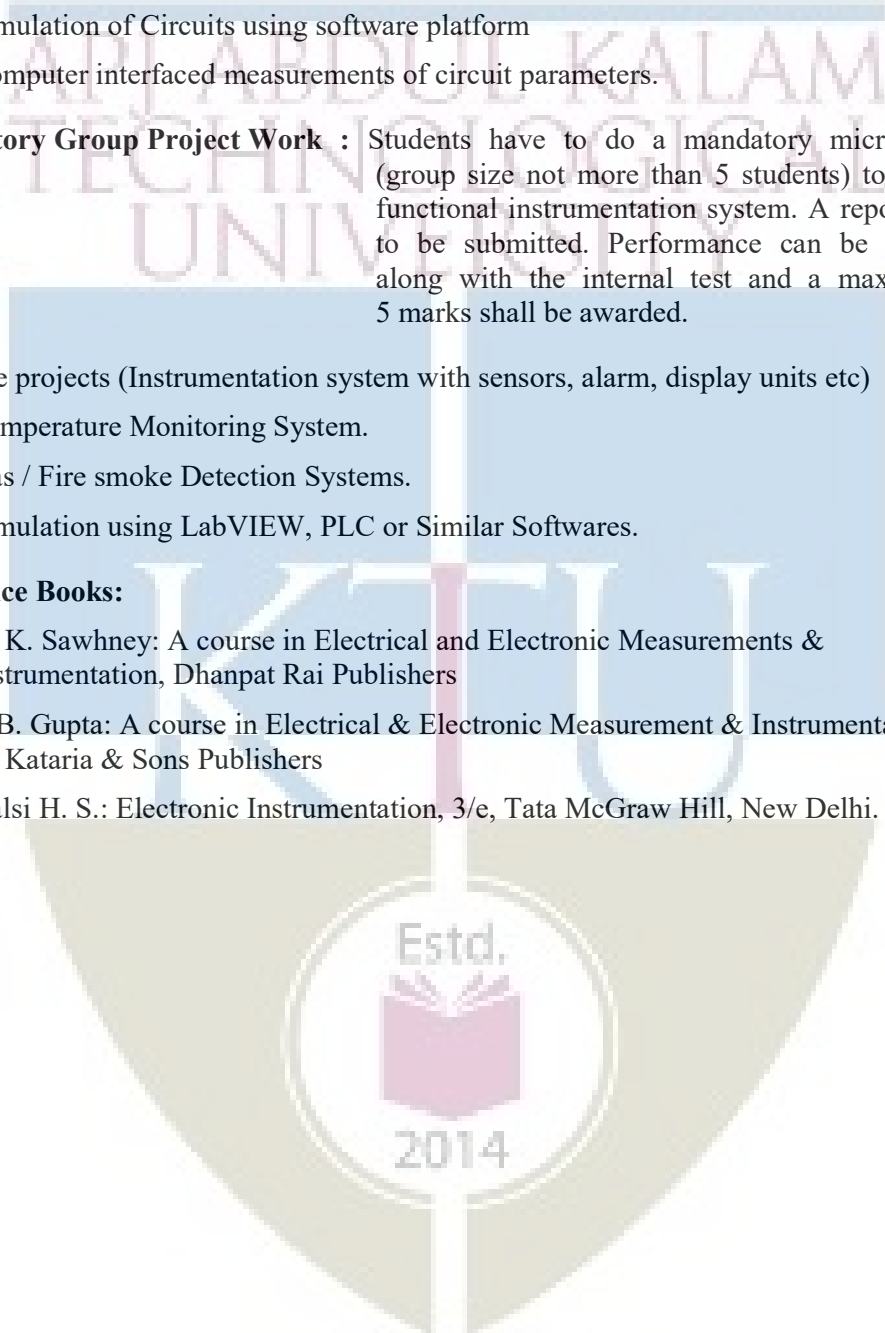 mulation of Circuits using software platform
APJ ABDUL KALAM
omputer interfaced measurements of circuit parameters.
TECHNOLOGICAL
tory Group Project Work : Students have to do a mandatory micr
(group size not more than 5 students) to
UNIVERSITY
functional instrumentation system. A repo
to be submitted. Performance can be
along with the internal test and a max
5 marks shall be awarded.
e projects (Instrumentation system with sensors, alarm, display units etc)
mperature Monitoring System.
as / Fire smoke Detection Systems.
mulation using LabVIEW, PLC or Similar Softwares.
KTU
ce Books:
K. Sawhney: A course in Electrical and Electronic Measurements &
strumentation, Dhanpat Rai Publishers
B. Gupta: A course in Electrical & Electronic Measurement & Instrumenta
Kataria & Sons Publishers
alsi H. S.: Electronic Instrumentation, 3/e, Tata McGraw Hill, New Delhi.
Estd.
2014